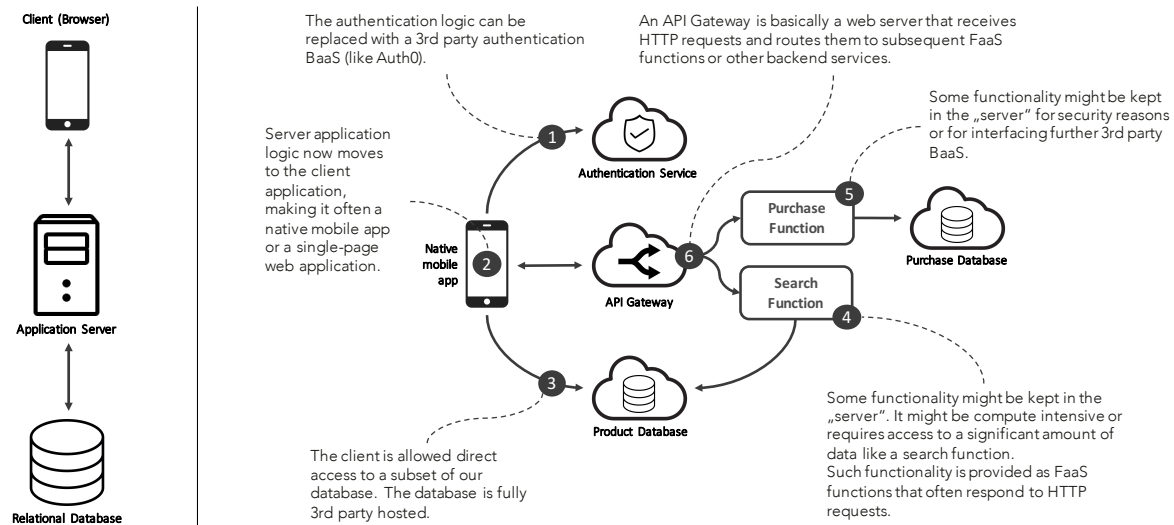 Client (Browser)
Application Server
Relational Database
The authentication logic can be
replaced with a 3rd party authentication
BaaS (like Auth0).
An API Gateway is basically a web server that receives
HTTP requests and routes them to subsequent FaaS
functions or other backend services.
Some functionality might be kept
in the „server“ for security reasons
or for interfacing further 3rd party
BaaS.
Server application
logic now moves
to the client
application,
making it often a
native mobile app
or a single-page
web application.
1
Authentication Service
5
Purchase
Function
Purchase Database
Native
mobile
app
2
API Gateway
6
Search
Function
4
3
Product Database
The client is allowed direct
access to a subset of our
database. The database is fully
3rd party hosted.
Some functionality might be kept in the
„server“. It might be compute intensive or
requires access to a significant amount of
data like a search function.
Such functionality is provided as FaaS
functions that often respond to HTTP
requests.